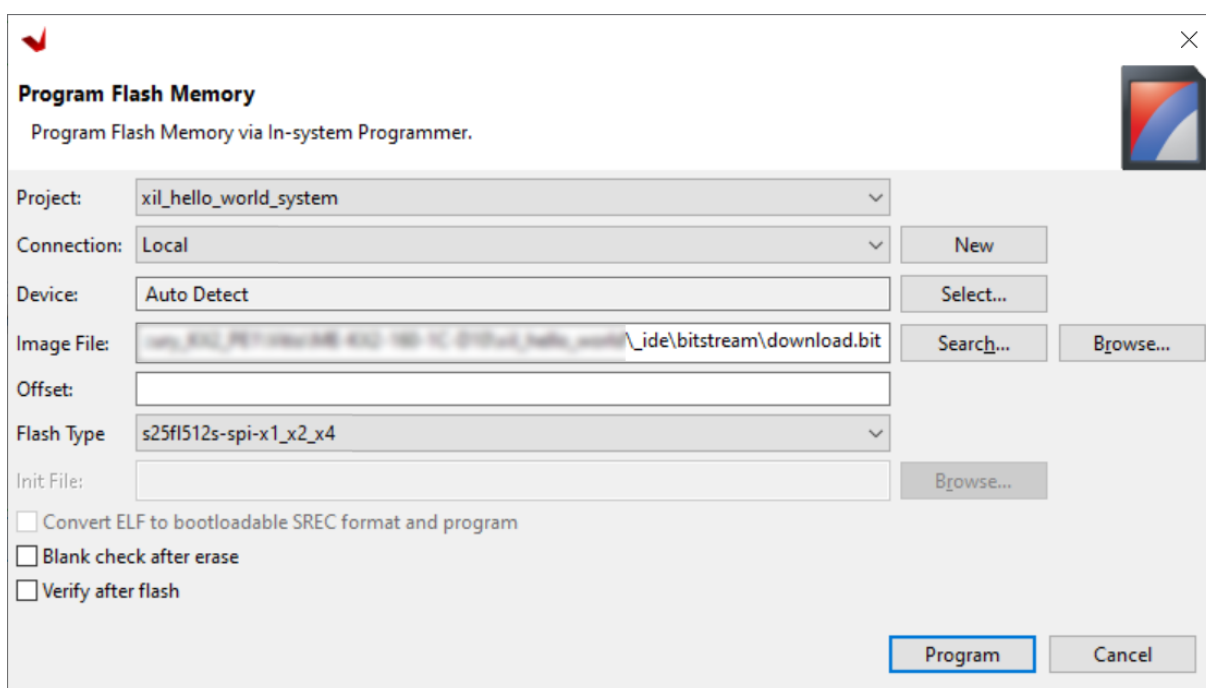 Program Flash Memory
Program Flash Memory via In-system Programmer.
Project: xil_hello_world_system
Connection: Local New
Device: Auto Detect Select...
Image File: \_ide\bitstream\download.bit Search... Browse...
Offset:
Flash Type s25fl512s-spi-x1_x2_x4
Init File: Browse...
Convert ELF to bootloadable SREC format and program
Blank check after erase
Verify after flash
Program Cancel